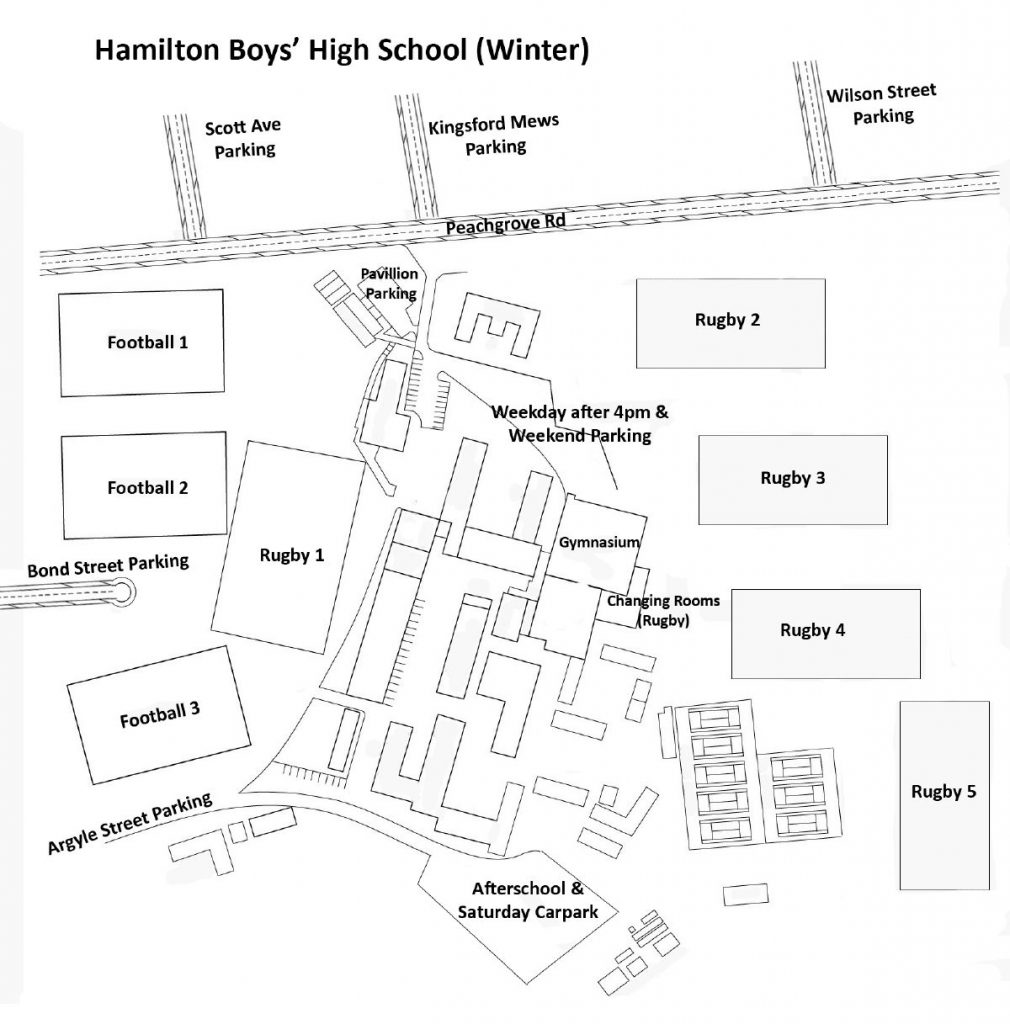 Hamilton Boys’ High School (Winter)
Scott Ave
Parking
Kingsford Mews
Parking
Wilson Street
Parking
Peachgrove Rd
Pavillion
Parking
Football 1
Rugby 2
Weekday after 4pm &
Weekend Parking
Football 2
Rugby 3
Rugby 1
Gymnasium
Bond Street Parking
Changing Rooms
(Rugby)
Rugby 4
Football 3
Rugby 5
Argyle Street Parking
Afterschool &
Saturday Carpark